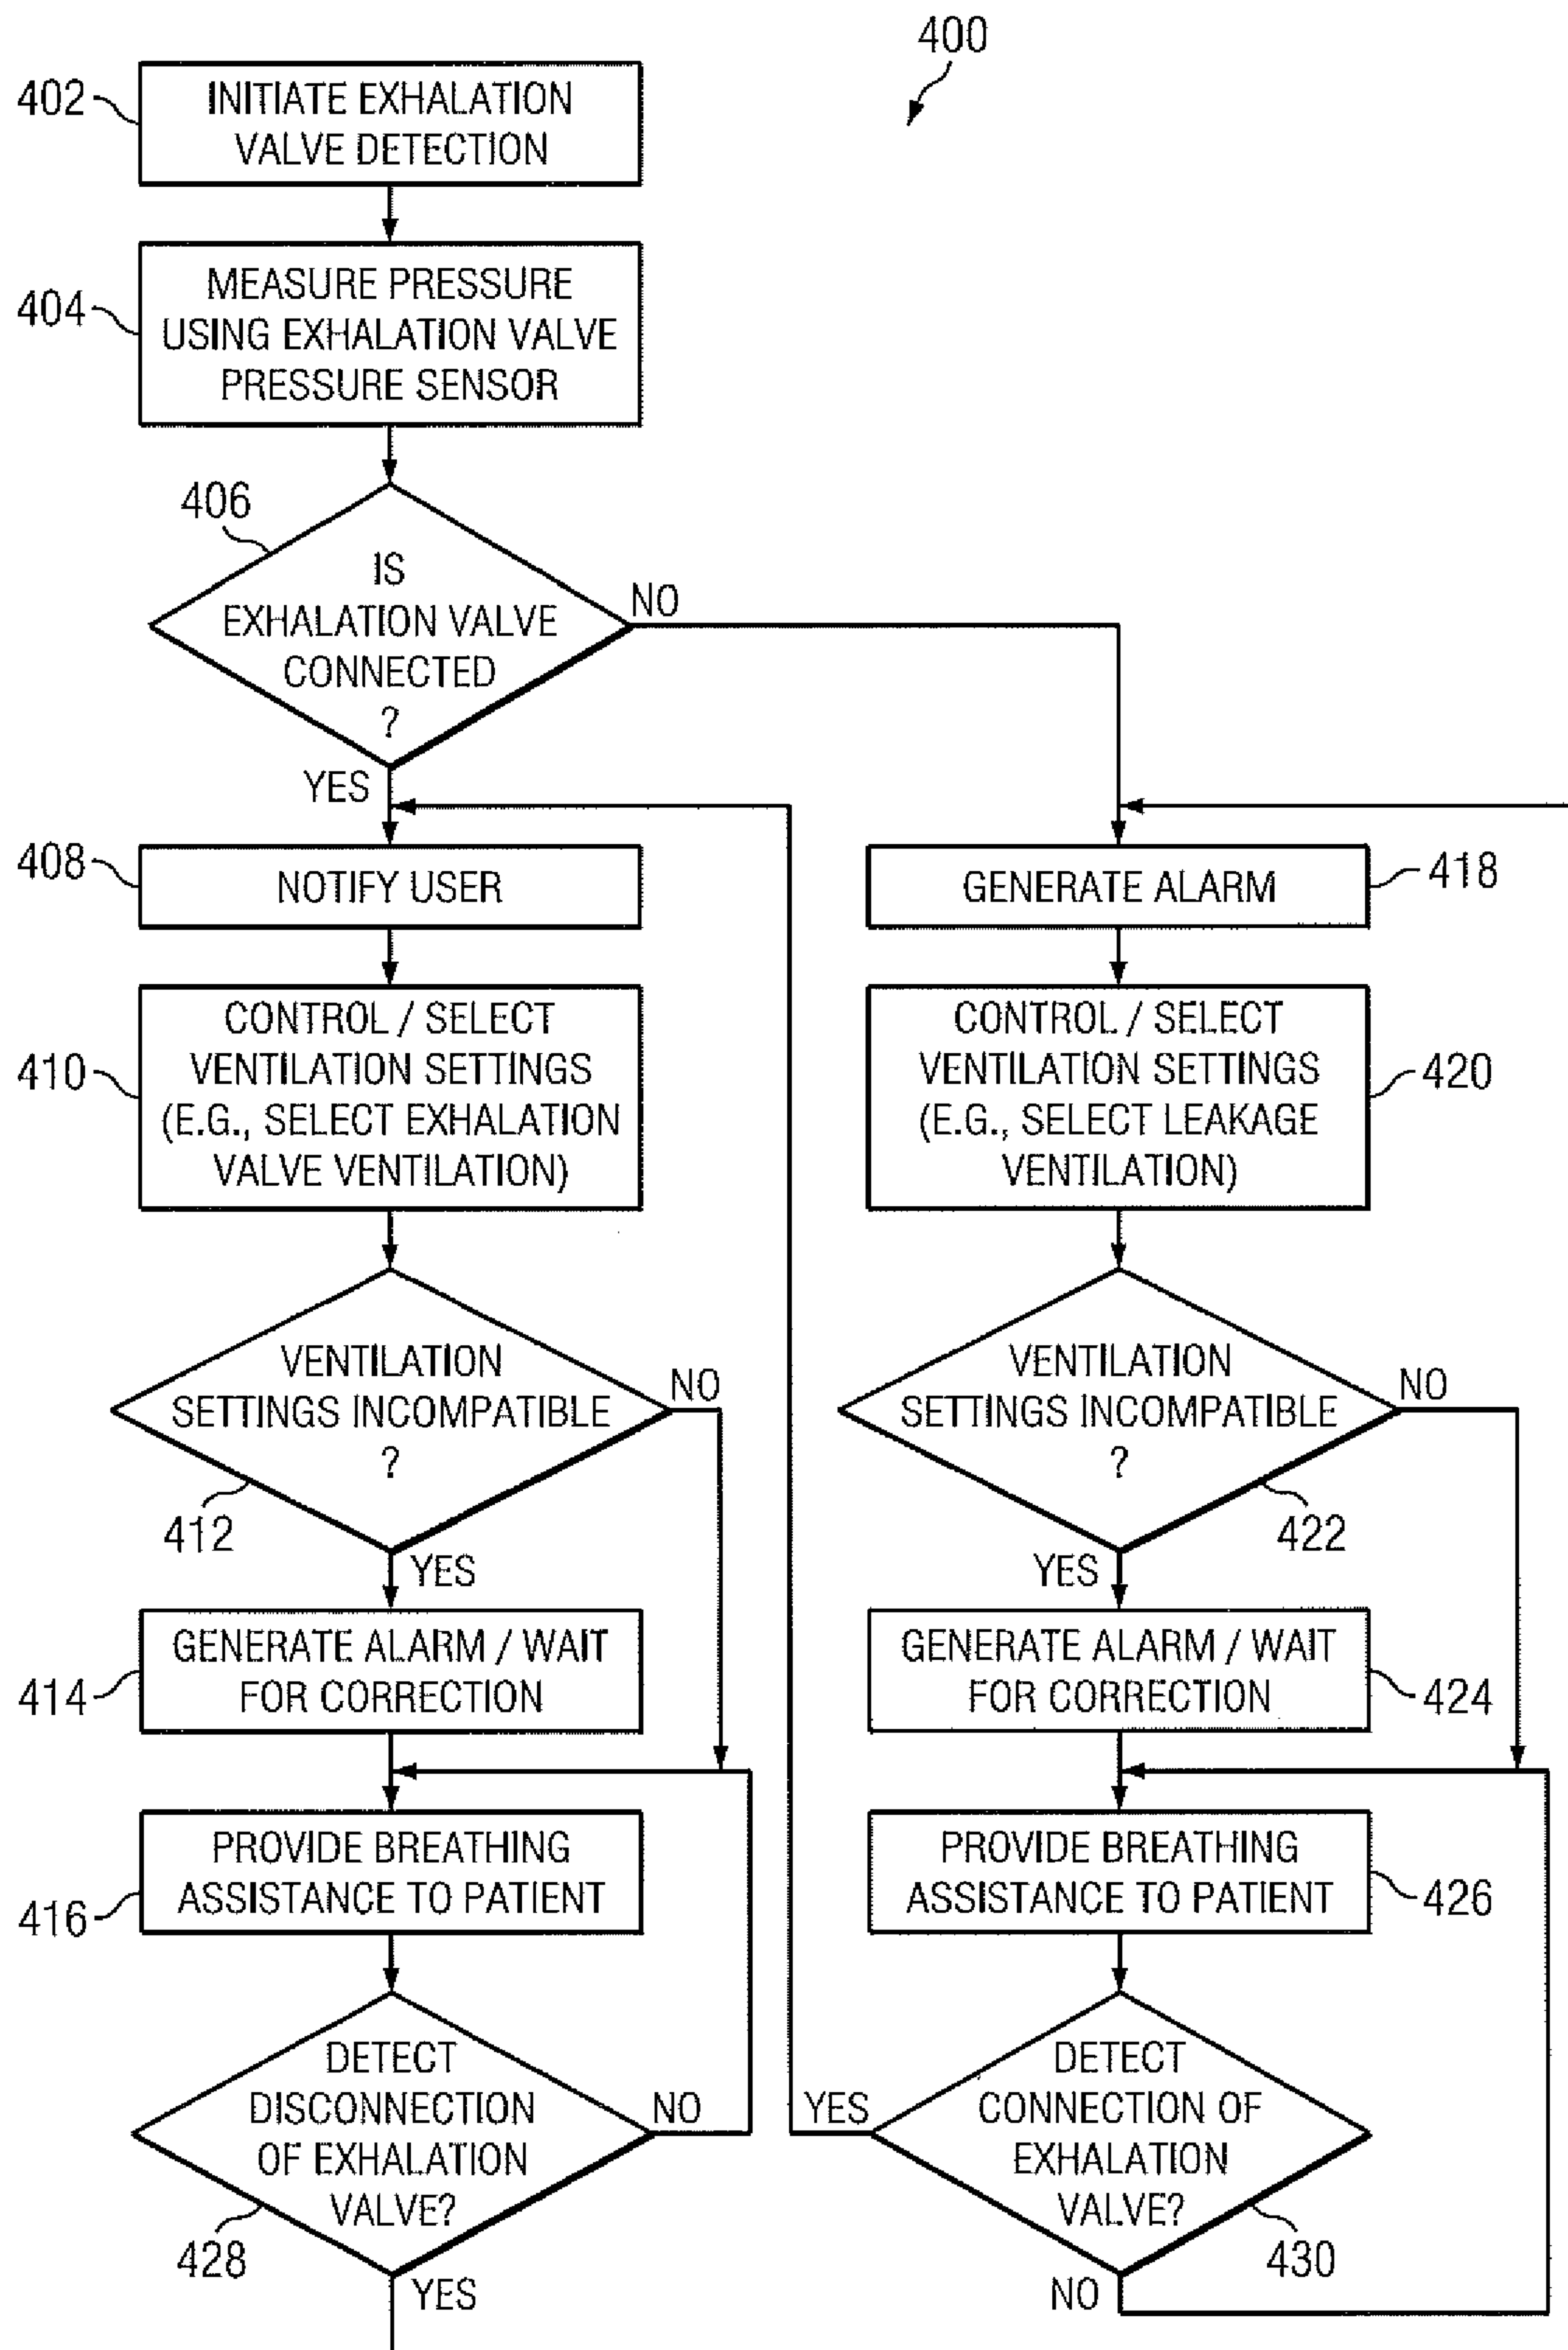 400
402
INITIATE EXHALATION
VALVE DETECTION
404
MEASURE PRESSURE
USING EXHALATION VALVE
PRESSURE SENSOR
406
IS
EXHALATION VALVE
CONNECTED
?
NO
YES
408
NOTIFY USER
GENERATE ALARM
418
410
CONTROL / SELECT
VENTILATION SETTINGS
(E.G., SELECT EXHALATION
VALVE VENTILATION)
CONTROL / SELECT
VENTILATION SETTINGS
(E.G., SELECT LEAKAGE
VENTILATION)
420
VENTILATION
SETTINGS INCOMPATIBLE
?
NO
412
YES
VENTILATION
SETTINGS INCOMPATIBLE
?
NO
422
YES
414
GENERATE ALARM / WAIT
FOR CORRECTION
GENERATE ALARM / WAIT
FOR CORRECTION
424
416
PROVIDE BREATHING
ASSISTANCE TO PATIENT
PROVIDE BREATHING
ASSISTANCE TO PATIENT
426
DETECT
DISCONNECTION
OF EXHALATION
VALVE?
NO
428
YES
YES
DETECT
CONNECTION OF
EXHALATION
VALVE?
430
NO